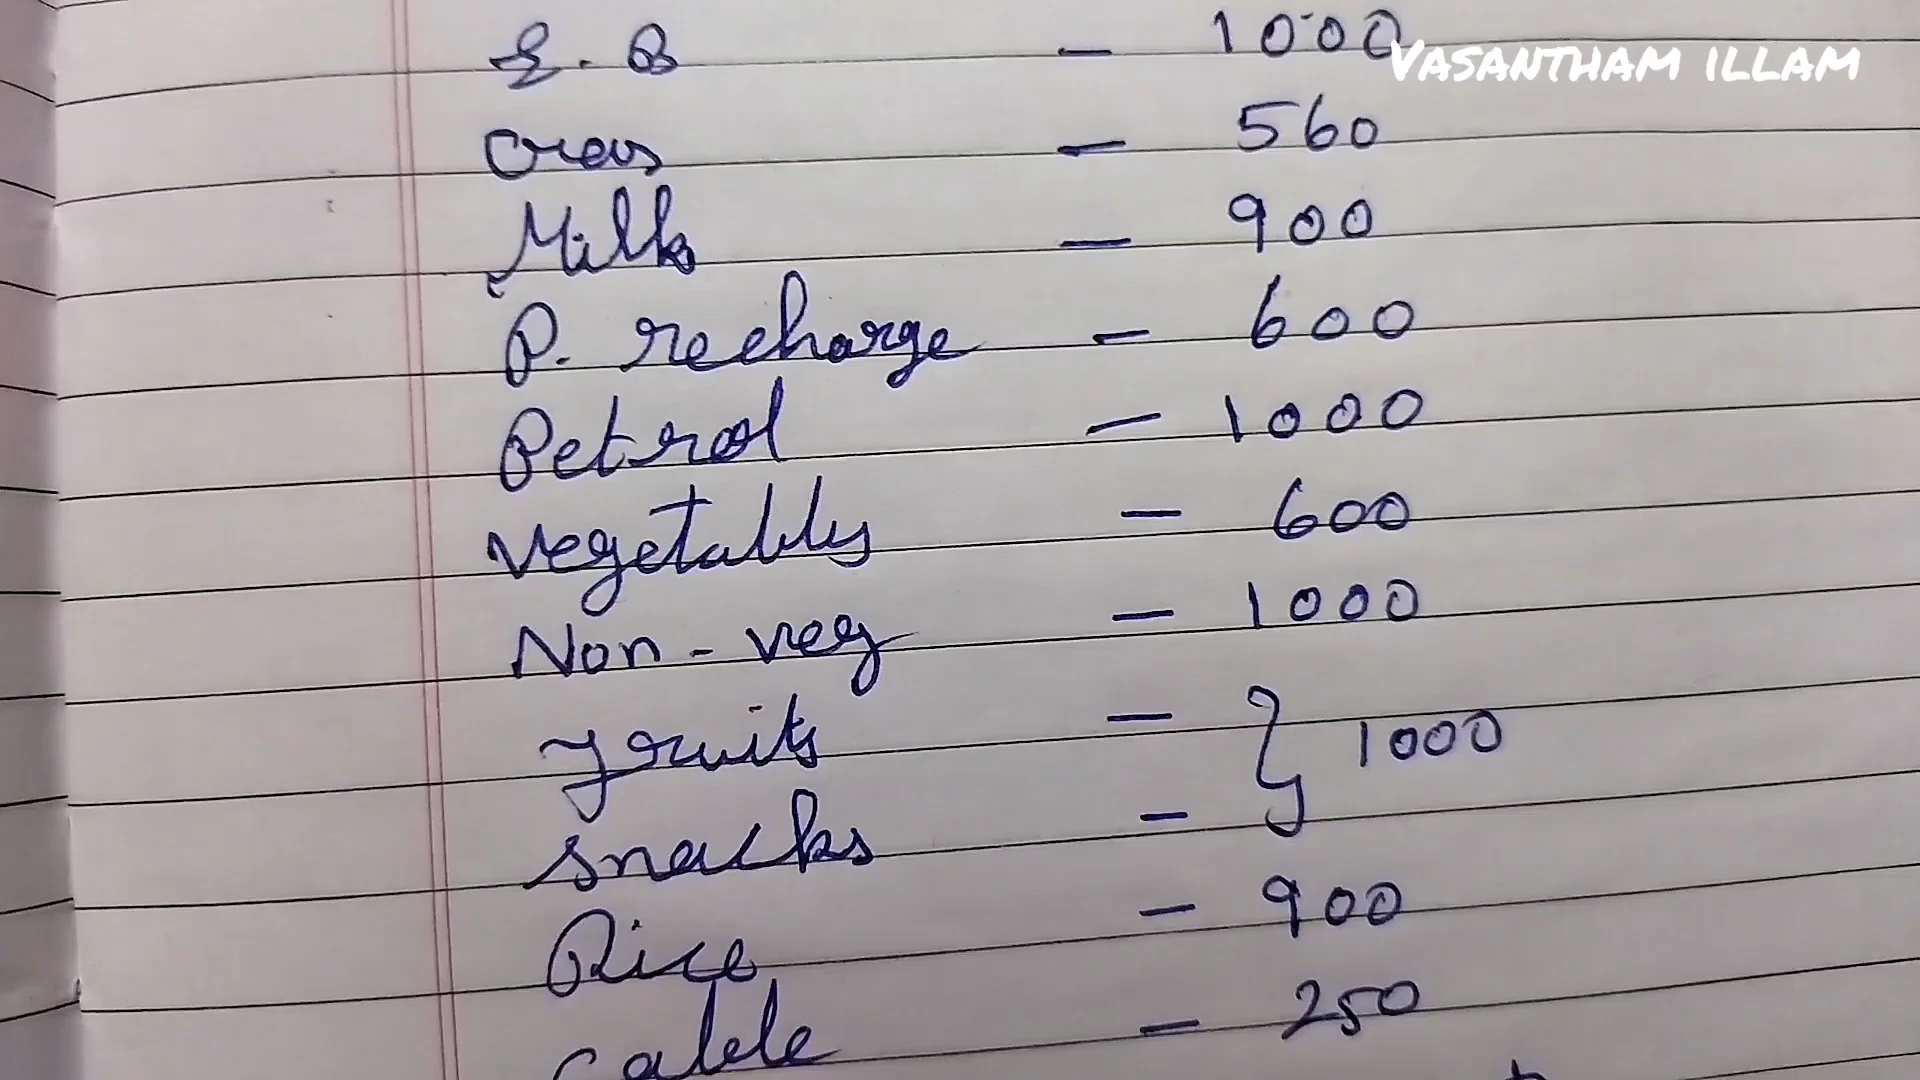 E.B - 1000
VASANTHAM ILLAM
Gas - 560
Milk - 900
P. recharge - 600
Petrol - 1000
Vegetables - 600
Non-veg - 1000
Fruits - } 1000
Snacks -
Rice - 900
Cable - 250